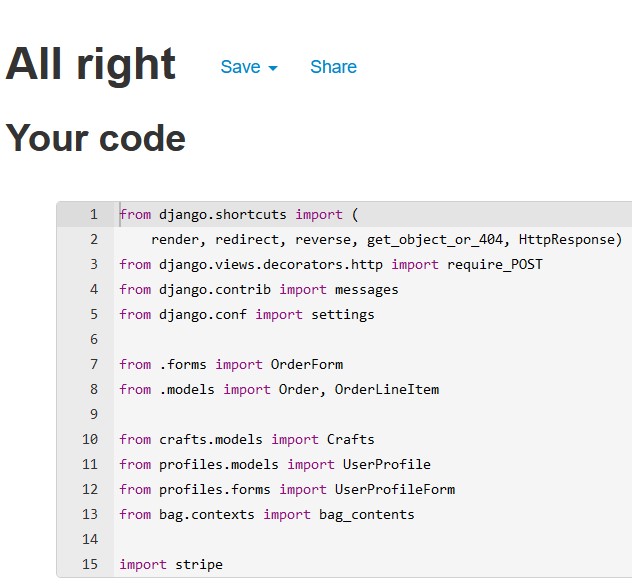 All right Save Share
Your code
1 from django.shortcuts import (
2     render, redirect, reverse, get_object_or_404, HttpResponse)
3 from django.views.decorators.http import require_POST
4 from django.contrib import messages
5 from django.conf import settings
6
7 from .forms import OrderForm
8 from .models import Order, OrderLineItem
9
10 from crafts.models import Crafts
11 from profiles.models import UserProfile
12 from profiles.forms import UserProfileForm
13 from bag.contexts import bag_contents
14
15 import stripe